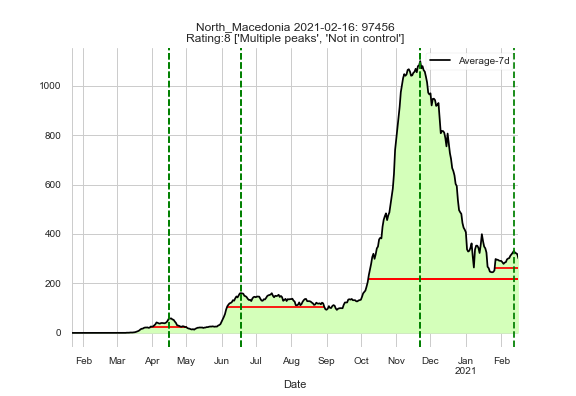 North_Macedonia 2021-02-16: 97456
Rating:8 ['Multiple peaks', 'Not in control']
Average-7d
1000
800
600
400
200
0
Feb Mar Apr May Jun Jul Aug Sep Oct Nov Dec Jan Feb
2021
Date